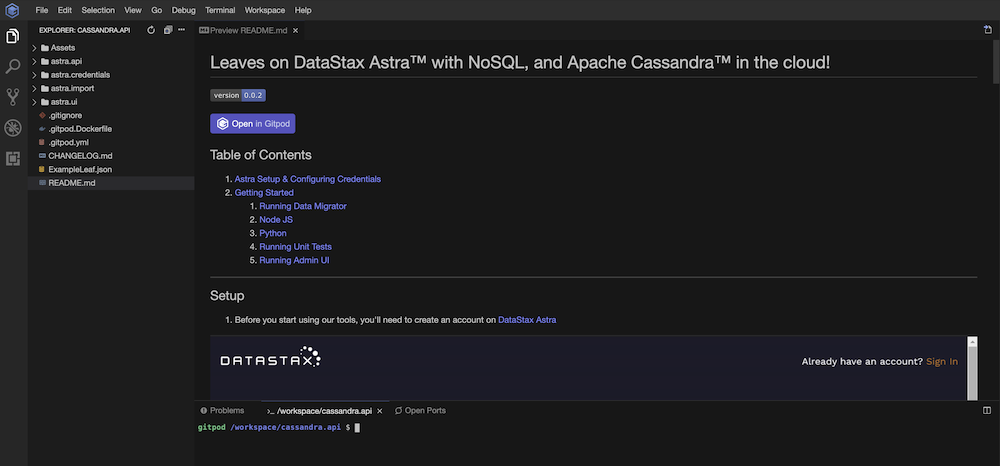 File Edit Selection View Go Debug Terminal Workspace Help
EXPLORER: CASSANDRA.API
Assets
astra.api
astra.credentials
astra.import
astra.ui
.gitignore
.gitpod.Dockerfile
.gitpod.yml
CHANGELOG.md
ExampleLeaf.json
README.md
Preview README.md
Leaves on DataStax Astra™ with NoSQL, and Apache Cassandra™ in the cloud!
version 0.0.2
Open in Gitpod
Table of Contents
1. Astra Setup & Configuring Credentials
2. Getting Started
1. Running Data Migrator
2. Node JS
3. Python
4. Running Unit Tests
5. Running Admin UI
Setup
1. Before you start using our tools, you'll need to create an account on DataStax Astra
DATASTAX
Already have an account? Sign In
Problems >_ /workspace/cassandra.api × Open Ports
gitpod /workspace/cassandra.api $